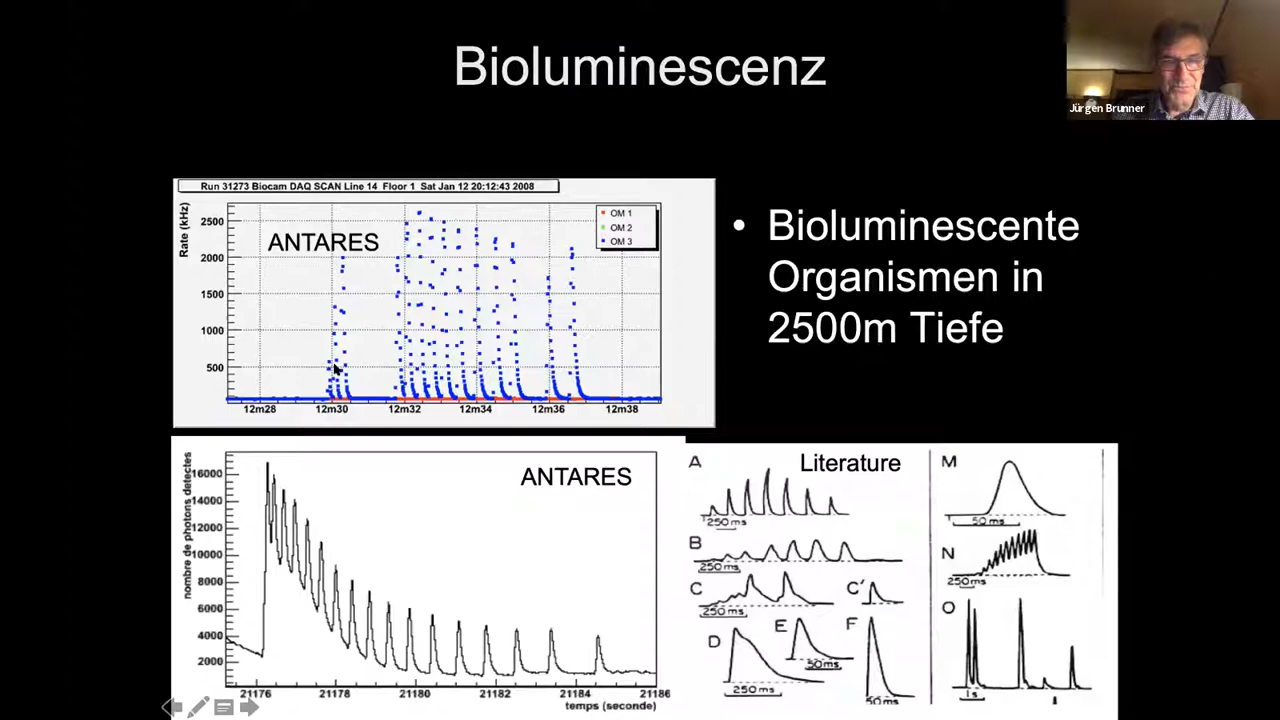 Bioluminescenz
Jürgen Brunner
Run 31273 Biocam DAQ SCAN Line 14 Floor 1 Sat Jan 12 20:12:43 2008
Rate (kHz)
ANTARES
OM 1
OM 2
OM 3
2500
2000
1500
1000
500
12m28 12m30 12m32 12m34 12m36 12m38
• Bioluminescente
Organismen in
2500m Tiefe
ANTARES
nombre de photons detectes
16000
14000
12000
10000
8000
6000
4000
2000
21176 21178 21180 21182 21184 21186
temps (seconde)
Literature
A
250 ms
B
250 ms
C
C'
250 ms
D
E
F
50 ms
250 ms
50 ms
M
50 ms
N
250 ms
O
1s